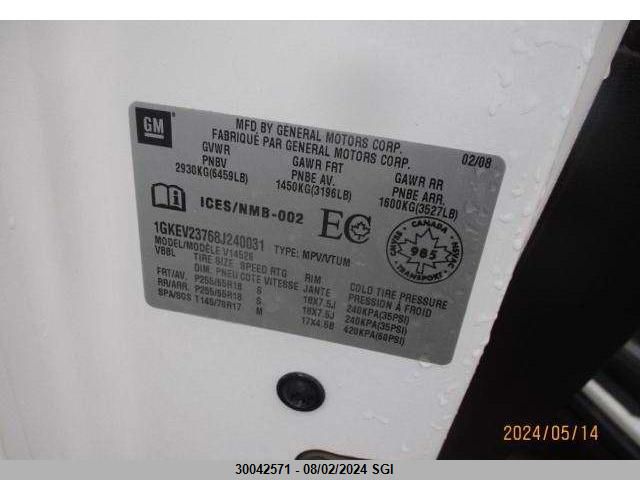 GM
MFD BY GENERAL MOTORS CORP.
FABRIQUÉ PAR GENERAL MOTORS CORP.
02/08
GVWR GAWR FRT GAWR RR
PNBV PNBE AV. PNBE ARR.
2930KG(6459LB) 1450KG(3196LB) 1600KG(3527LB)
ICES/NMB-002 EC
CANADA
985
TRANSPORT
1GKEV23768J240031 TYPE: MPV/VTUM
MODEL/MODÈLE V14526
VBBL TIRE SIZE SPEED RTG RIM COLD TIRE PRESSURE
DIM. PNEU COTE VITESSE JANTE PRESSION À FROID
FRT/AV. P255/65R18 S 18X7.5J 240KPA(35PSI)
RR/ARR. P255/65R18 S 18X7.5J 240KPA(35PSI)
SPA/SGS T145/70R17 M 17X4.5B 420KPA(60PSI)
2024/05/14
30042571 - 08/02/2024 SGI